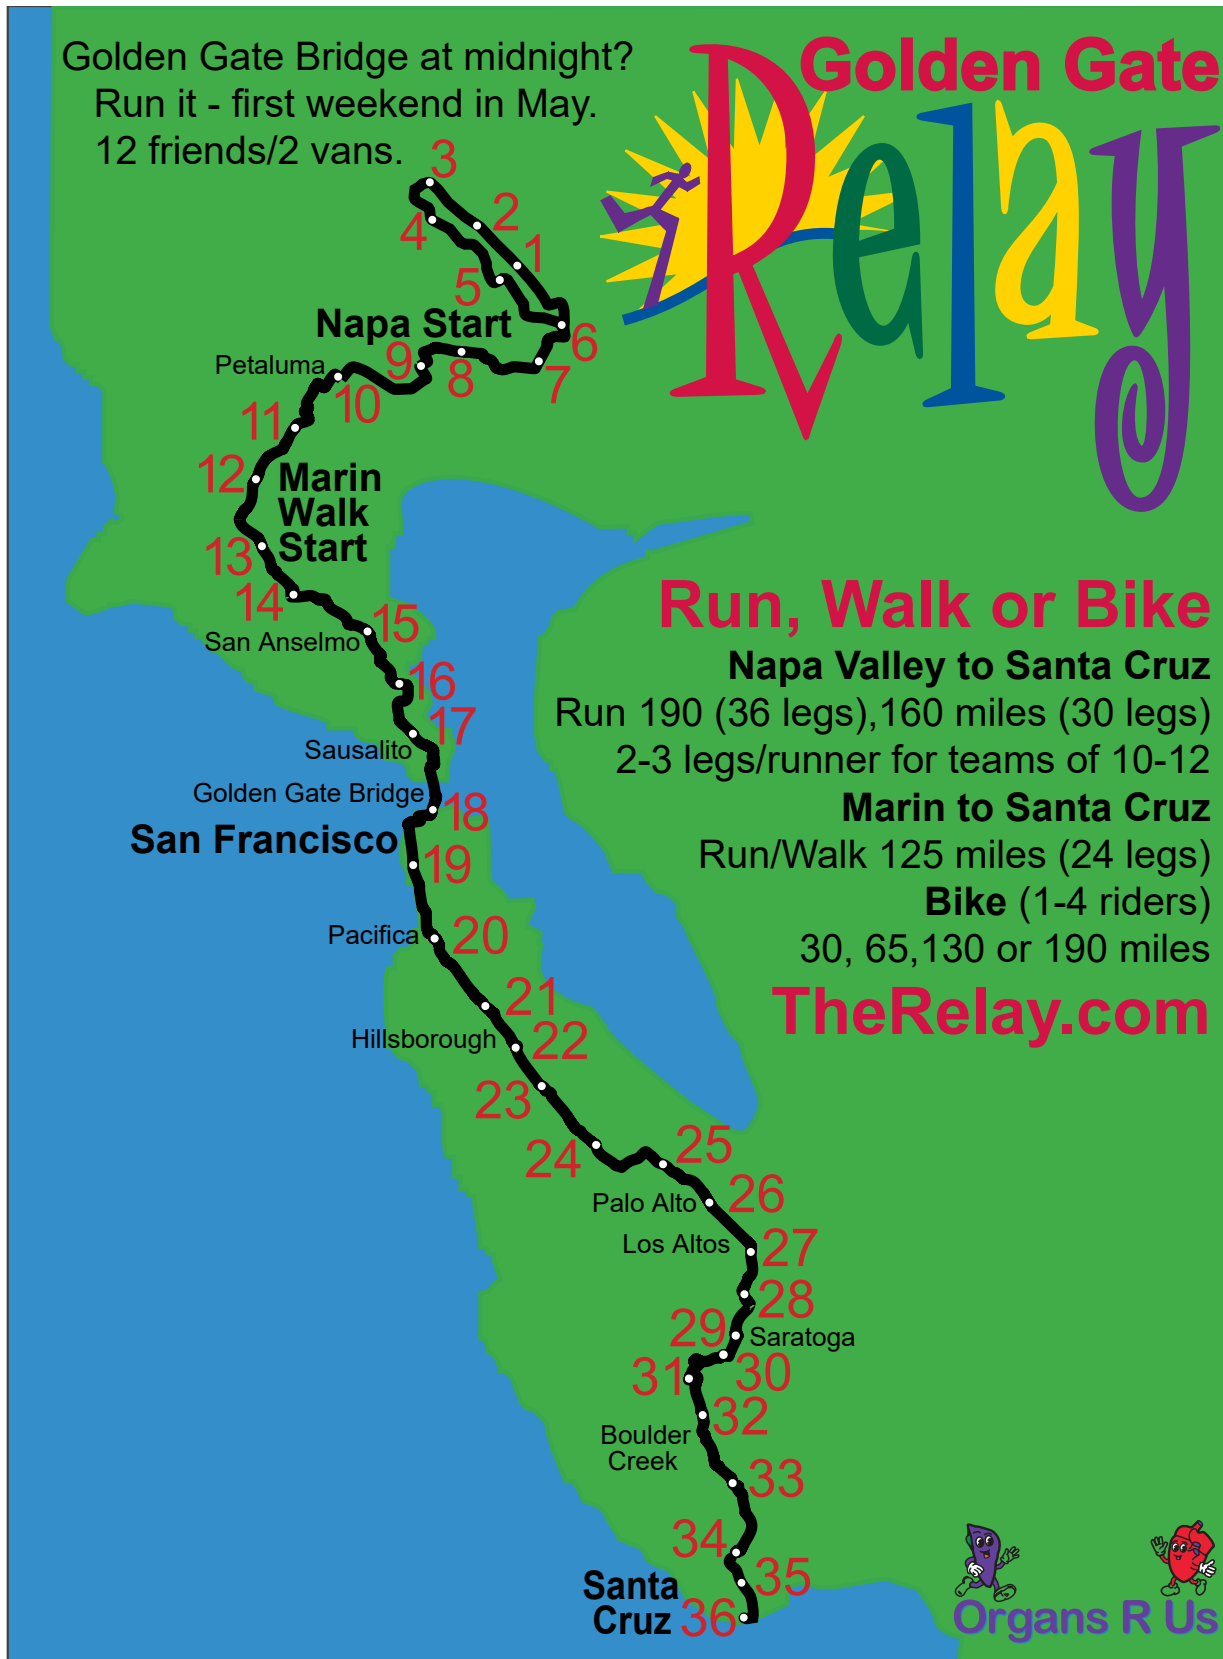 Golden Gate Bridge at midnight?
Run it - first weekend in May.
12 friends/2 vans.
Golden Gate
Relay
3
2
4
1
5
Napa Start
6
Petaluma
9
8
7
10
11
12
Marin
Walk
Start
13
14
15
San Anselmo
16
17
Sausalito
Golden Gate Bridge
18
San Francisco
19
Pacifica
20
21
Hillsborough
22
23
24
25
Palo Alto
26
Los Altos
27
28
29
Saratoga
30
31
32
Boulder
Creek
33
34
35
Santa
Cruz
36
Run, Walk or Bike
Napa Valley to Santa Cruz
Run 190 (36 legs),160 miles (30 legs)
2-3 legs/runner for teams of 10-12
Marin to Santa Cruz
Run/Walk 125 miles (24 legs)
Bike (1-4 riders)
30, 65,130 or 190 miles
TheRelay.com
Organs R Us